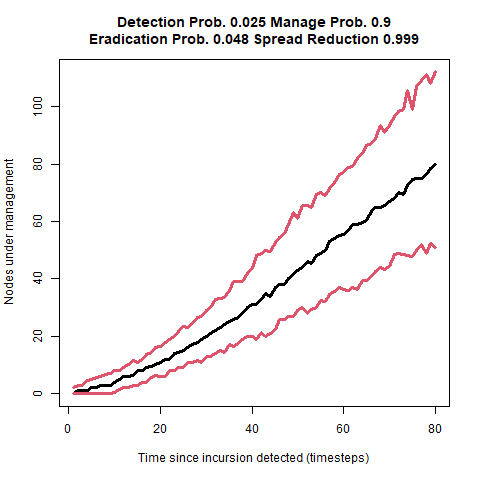 Detection Prob. 0.025 Manage Prob. 0.9
Eradication Prob. 0.048 Spread Reduction 0.999
Nodes under management
100
80
60
40
20
0
0 20 40 60 80
Time since incursion detected (timesteps)